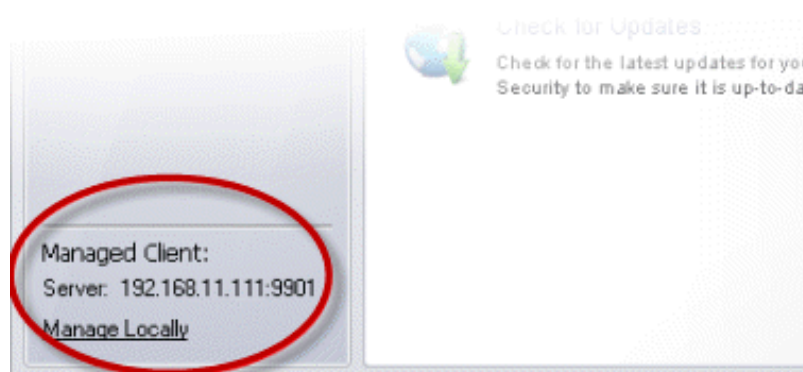 Check for Updates
Check for the latest updates for you
Security to make sure it is up-to-da
Managed Client:
Server: 192.168.11.111:9901
Manage Locally